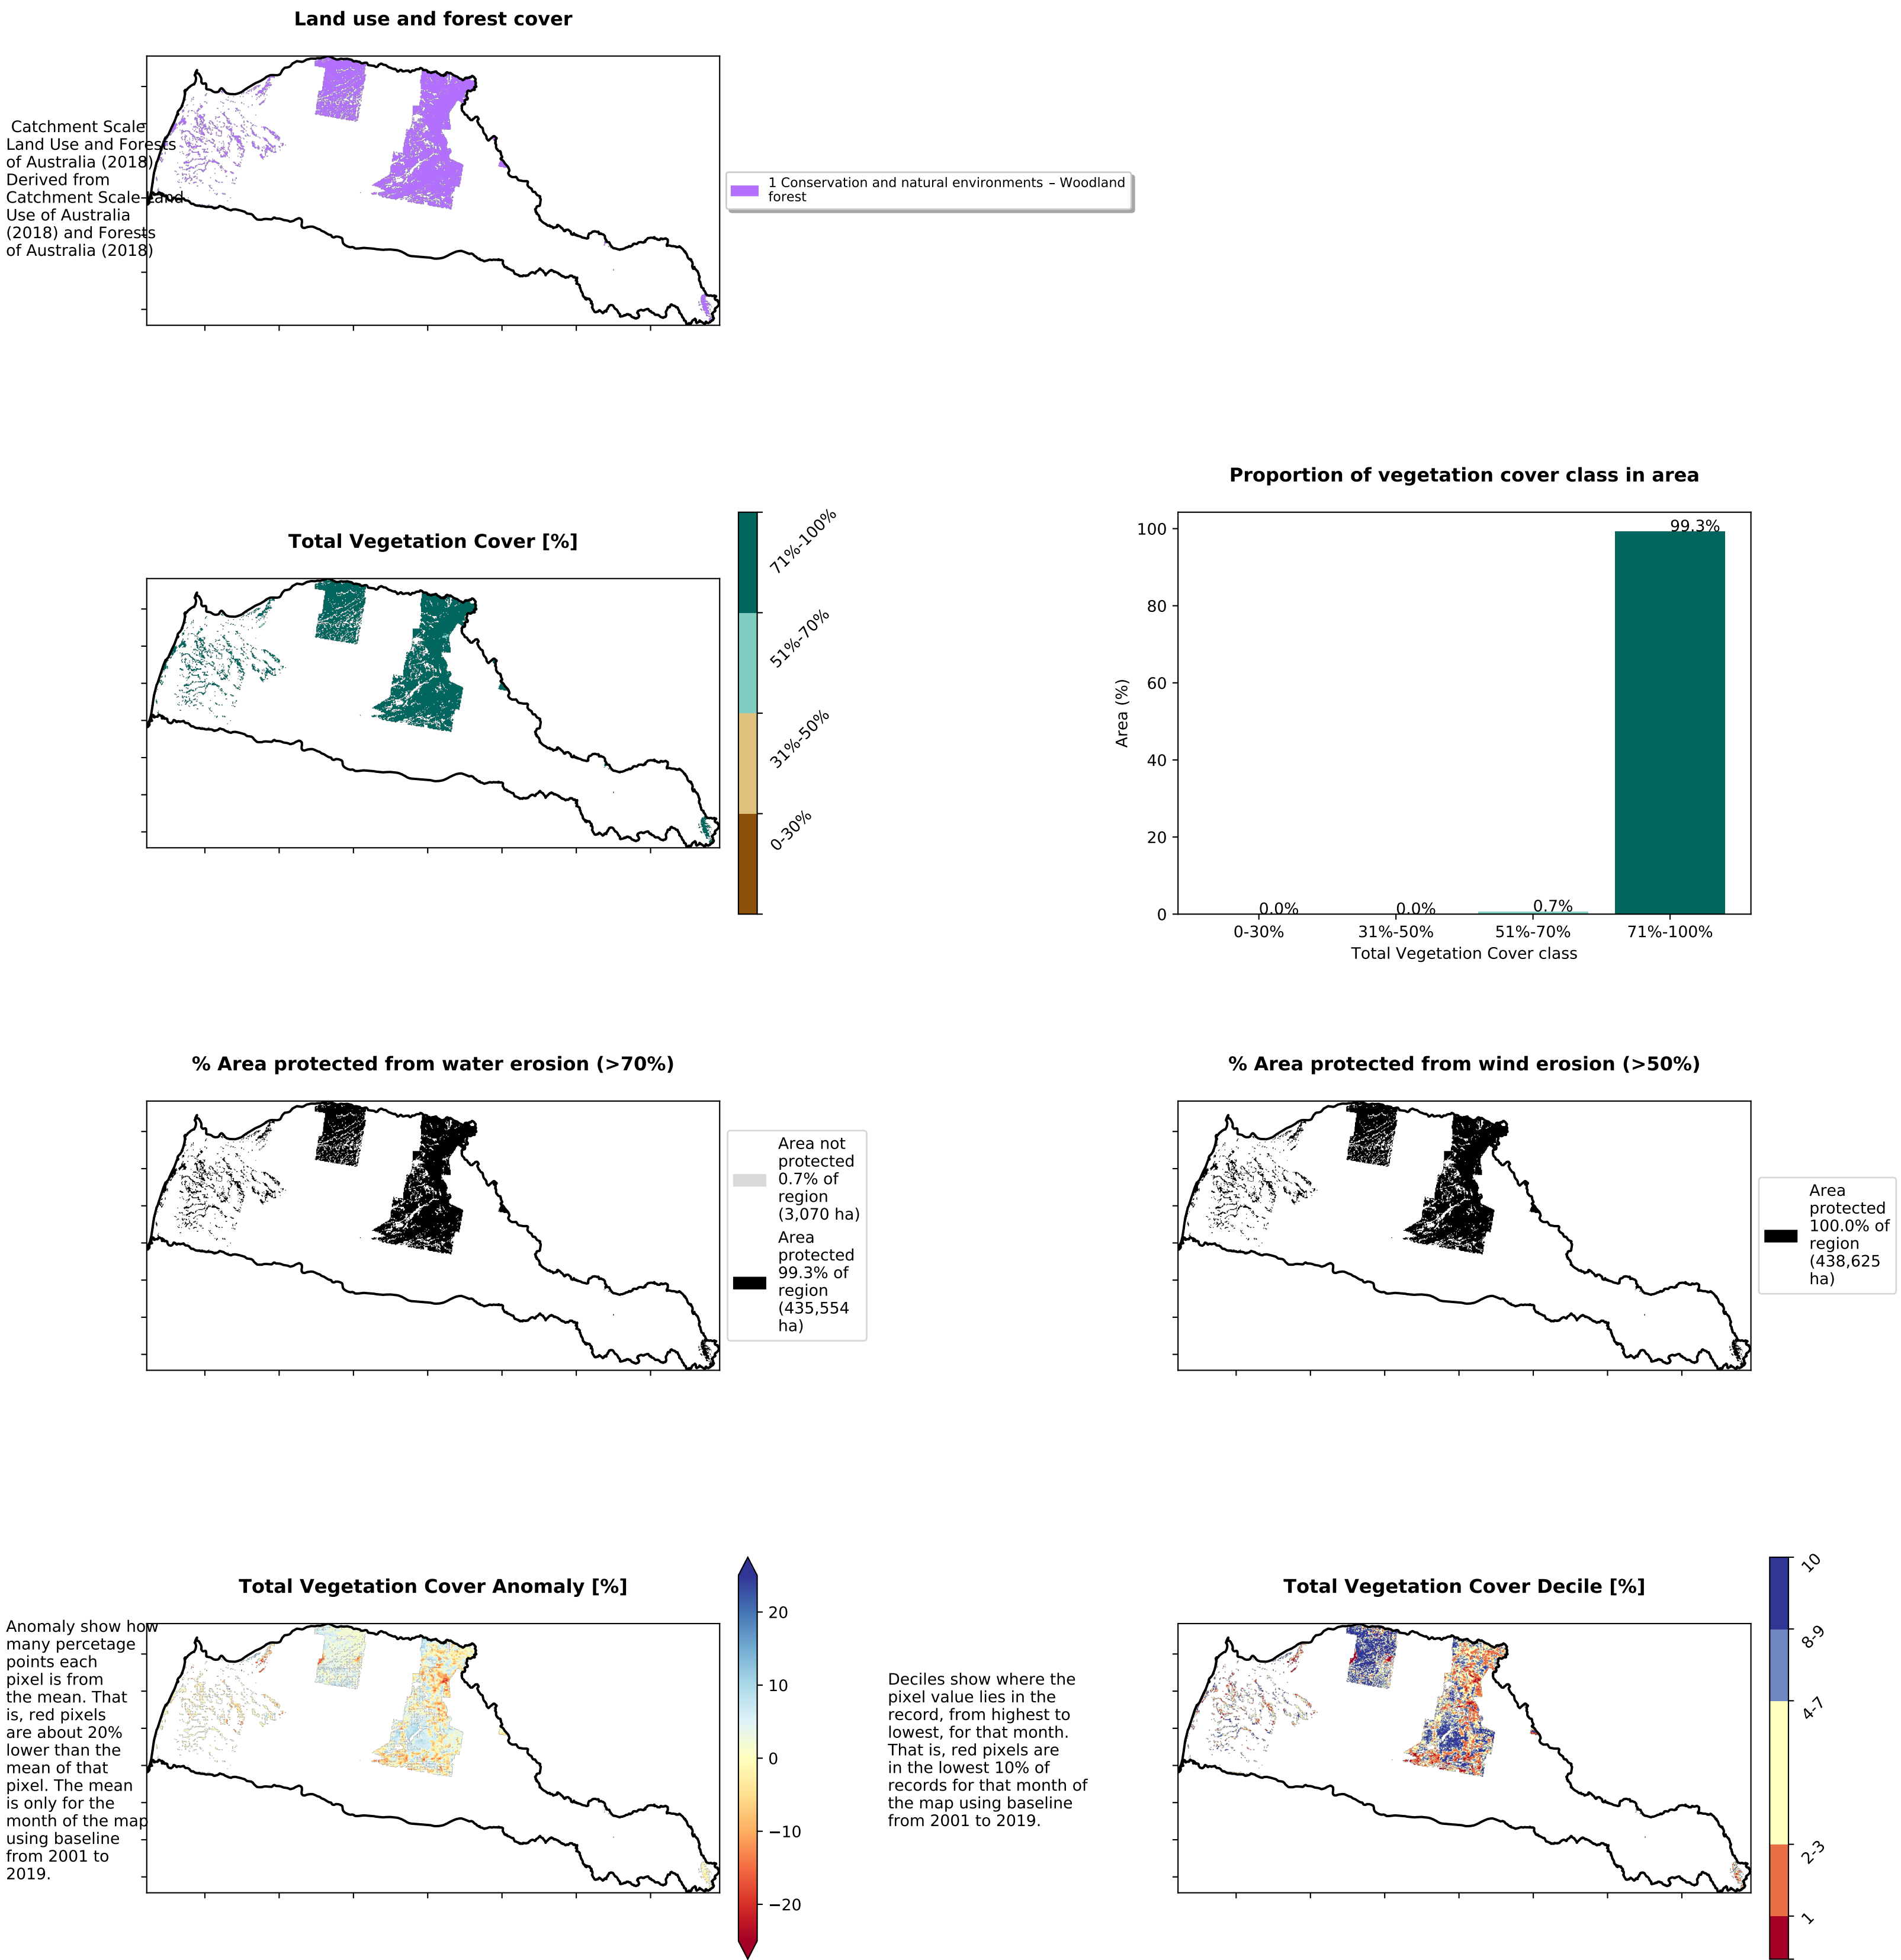 Land use and forest cover
Catchment Scale
Land Use and Forests
of Australia (2018)
Derived from
Catchment Scale Land
Use of Australia
(2018) and Forests
of Australia (2018)
1 Conservation and natural environments – Woodland
forest
Total Vegetation Cover [%]
71%-100%
51%-70%
31%-50%
0-30%
Proportion of vegetation cover class in area
100
80
60
40
20
0
Area (%)
0.0%
0.0%
0.7%
99.3%
0-30%
31%-50%
51%-70%
71%-100%
Total Vegetation Cover class
% Area protected from water erosion (>70%)
Area not
protected
0.7% of
region
(3,070 ha)
Area
protected
99.3% of
region
(435,554
ha)
% Area protected from wind erosion (>50%)
Area
protected
100.0% of
region
(438,625
ha)
Total Vegetation Cover Anomaly [%]
Anomaly show how
many percetage
points each
pixel is from
the mean. That
is, red pixels
are about 20%
lower than the
mean of that
pixel. The mean
is only for the
month of the map
using baseline
from 2001 to
2019.
20
10
0
−10
−20
Deciles show where the
pixel value lies in the
record, from highest to
lowest, for that month.
That is, red pixels are
in the lowest 10% of
records for that month of
the map using baseline
from 2001 to 2019.
Total Vegetation Cover Decile [%]
10
8-9
4-7
2-3
1